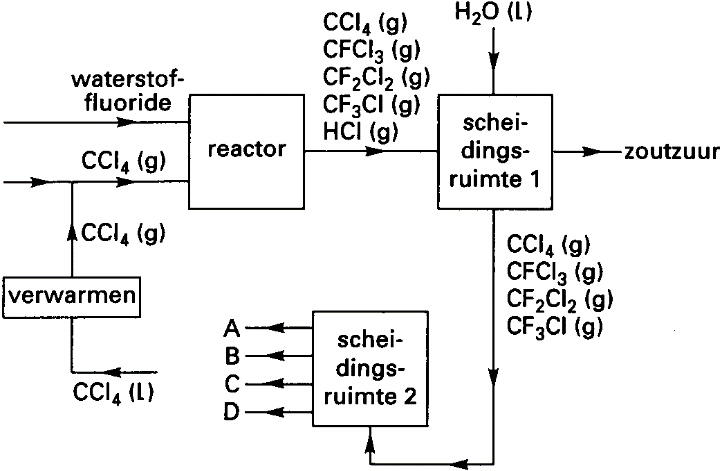 CCl₄ (g)
CFCl₃ (g)
CF₂Cl₂ (g)
CF₃Cl (g)
HCl (g)
H₂O (l)
waterstof-
fluoride
reactor
schei-
dings-
ruimte 1
zoutzuur
CCl₄ (g)
CCl₄ (g)
verwarmen
CCl₄ (l)
CCl₄ (g)
CFCl₃ (g)
CF₂Cl₂ (g)
CF₃Cl (g)
A
B
C
D
schei-
dings-
ruimte 2